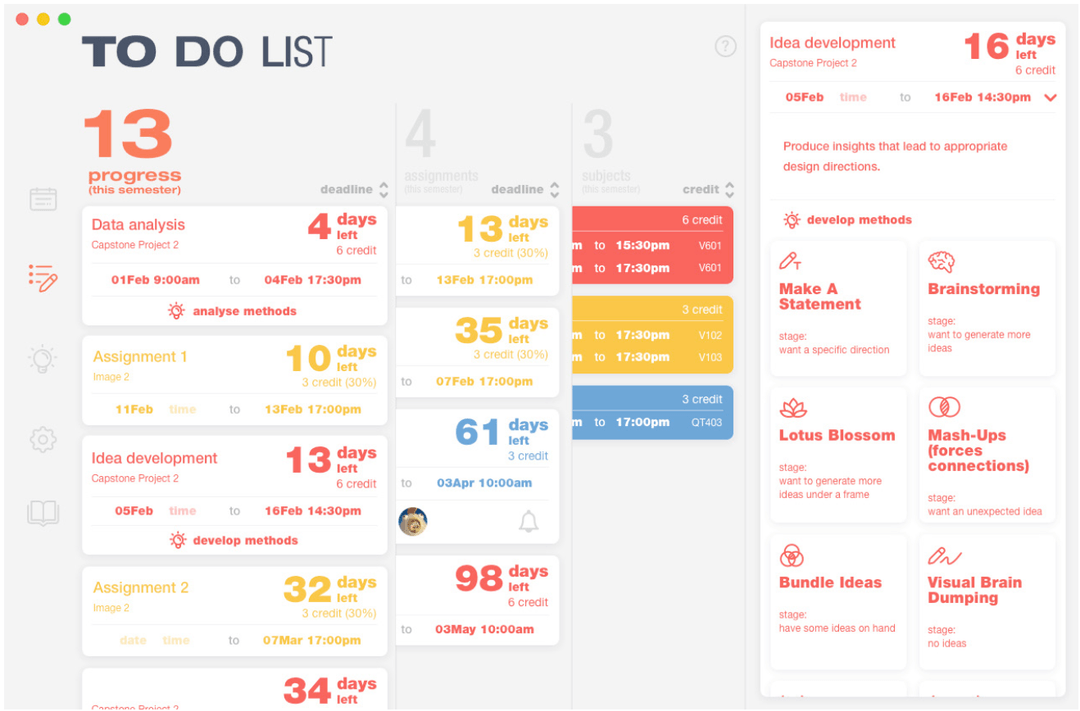 TO DO LIST
?
13
progress
(this semester)
deadline
Data analysis
Capstone Project 2
4 days left
6 credit
01Feb 9:00am to 04Feb 17:30pm
analyse methods
Assignment 1
Image 2
10 days left
3 credit (30%)
11Feb time to 13Feb 17:00pm
Idea development
Capstone Project 2
13 days left
6 credit
05Feb time to 16Feb 14:30pm
develop methods
Assignment 2
Image 2
32 days left
3 credit (30%)
date time to 07Mar 17:00pm
34 days left
Capstone Project 2
4
assignments
(this semester)
deadline
13 days left
3 credit (30%)
to 13Feb 17:00pm
35 days left
3 credit (30%)
to 07Feb 17:00pm
61 days left
3 credit
to 03Apr 10:00am
98 days left
6 credit
to 03May 10:00am
3
subjects
(this semester)
credit
6 credit
m to 15:30pm V601
m to 17:30pm V601
3 credit
m to 17:30pm V102
m to 17:30pm V103
3 credit
m to 17:00pm QT403
Idea development
Capstone Project 2
16 days left
6 credit
05Feb time to 16Feb 14:30pm
Produce insights that lead to appropriate
design directions.
develop methods
T
Make A
Statement
stage:
want a specific direction
Brainstorming
stage:
want to generate more
ideas
Lotus Blossom
stage:
want to generate more
ideas under a frame
Mash-Ups
(forces
connections)
stage:
want an unexpected idea
Bundle Ideas
stage:
have some ideas on hand
Visual Brain
Dumping
stage:
no ideas